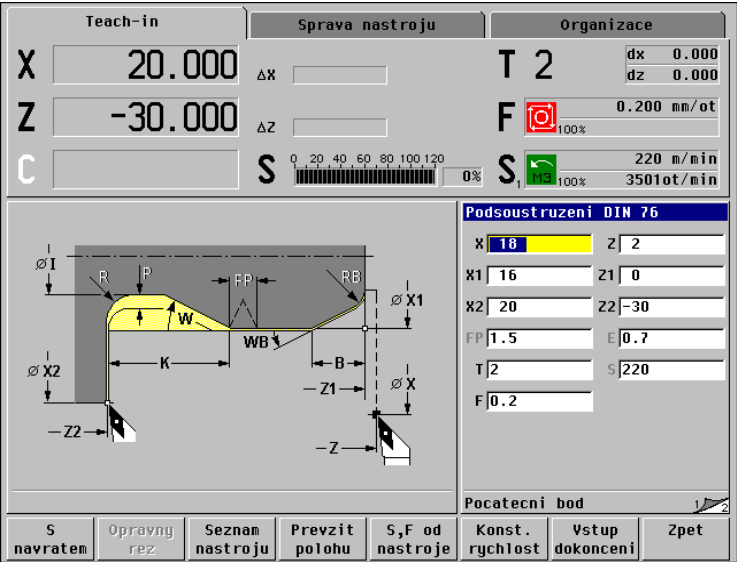 Teach-in Sprava nastroju Organizace
X 20.000 ΔX T 2 dx 0.000
dz 0.000
Z -30.000 ΔZ F 100% 0.200 mm/ot
C S 0 20 40 60 80 100 120 0% S1 M3 100% 220 m/min
3501ot/min
Podsoustruzeni DIN 76
X 18 Z 2
X1 16 Z1 0
X2 20 Z2 -30
FP 1.5 E 0.7
T 2 S 220
F 0.2
Pocatecni bod 1 2
ø I
R P FP RB
W ø X1
WB
K B
ø X2 -Z1 ø X
-Z2
-Z
S navratem
Opravny rez
Seznam nastroju
Prevzit polohu
S,F od nastroje
Konst. rychlost
Vstup dokonceni
Zpet